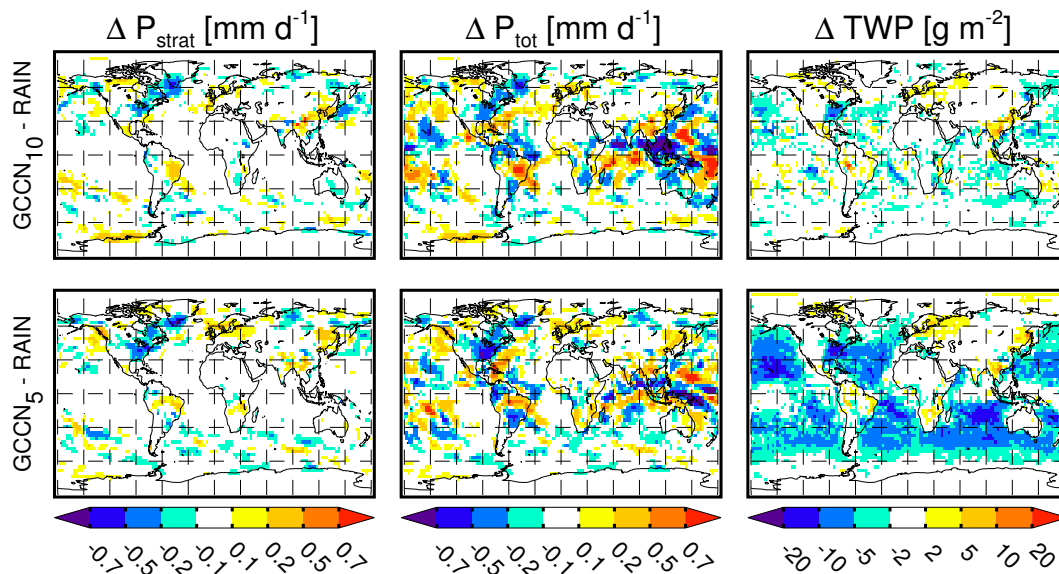 Δ P_strat [mm d⁻¹] Δ P_tot [mm d⁻¹] Δ TWP [g m⁻²]
GCCN₁₀ - RAIN
GCCN₅ - RAIN
-0.7 -0.5 -0.2 -0.1 0.1 0.2 0.5 0.7 -0.7 -0.5 -0.2 -0.1 0.1 0.2 0.5 0.7 -20 -10 -5 -2 2 5 10 20